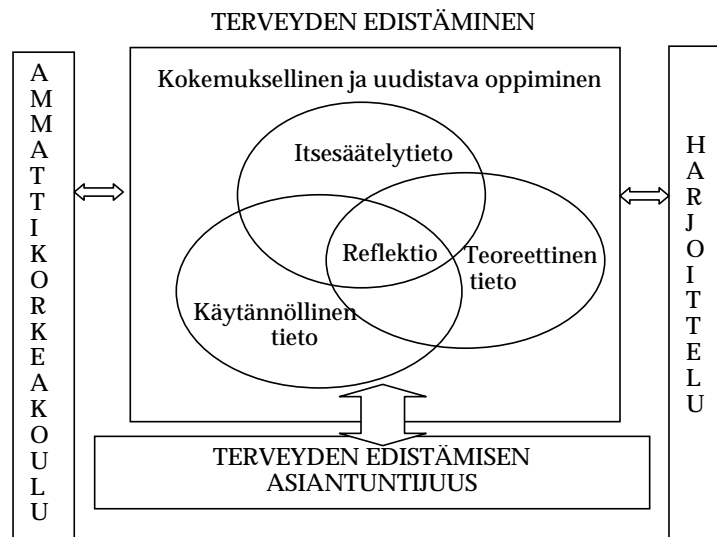 TERVEYDEN EDISTÄMINEN
AMMATTIKORKEAKOULU
Kokemuksellinen ja uudistava oppiminen
Itsesäätelytieto
Reflektio
Teoreettinen
tieto
Käytännöllinen
tieto
HARJOITTELU
TERVEYDEN EDISTÄMISEN
ASIANTUNTIJUUS